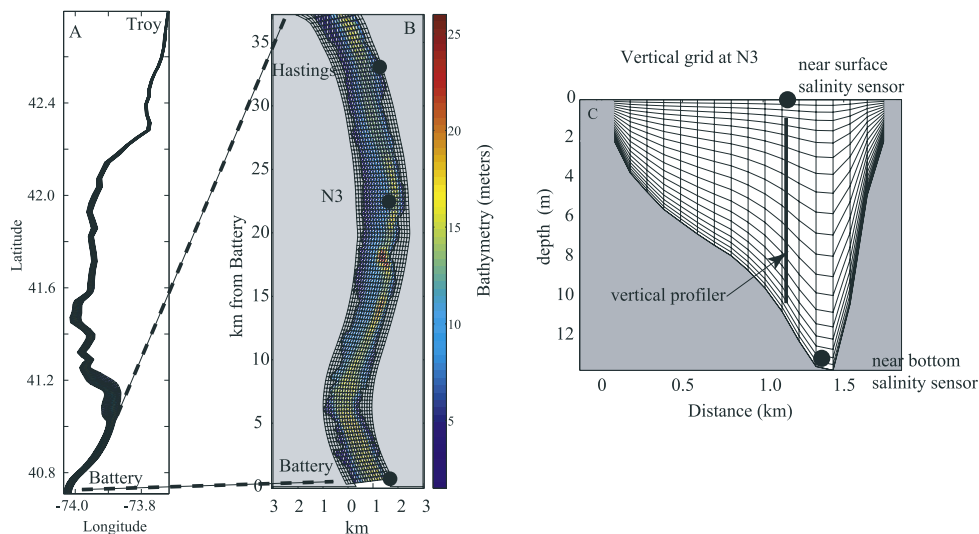 A
Troy
42.4
42.0
41.6
41.2
40.8
Latitude
Battery
-74.0
-73.8
Longitude
B
35
30
25
20
15
10
5
0
km from Battery
Hastings
N3
Battery
3
2
1
0
1
2
3
km
25
20
15
10
5
Bathymetry (meters)
Vertical grid at N3
near surface
salinity sensor
C
0
2
4
6
8
10
12
depth (m)
vertical profiler
near bottom
salinity sensor
0
0.5
1.0
1.5
Distance (km)